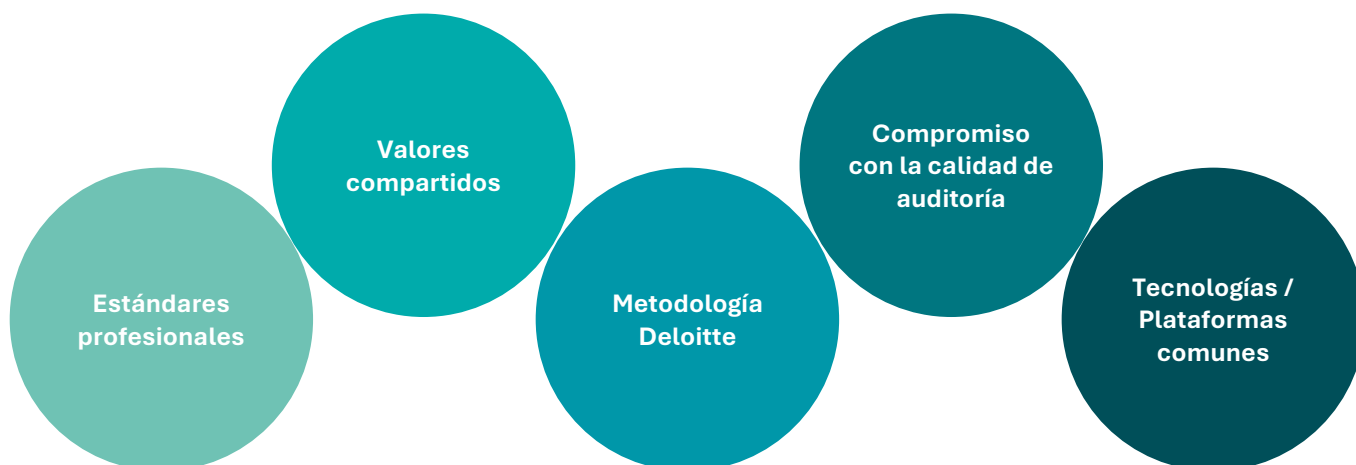 Estándares
profesionales
Valores
compartidos
Metodología
Deloitte
Compromiso
con la calidad de
auditoría
Tecnologías /
Plataformas
comunes